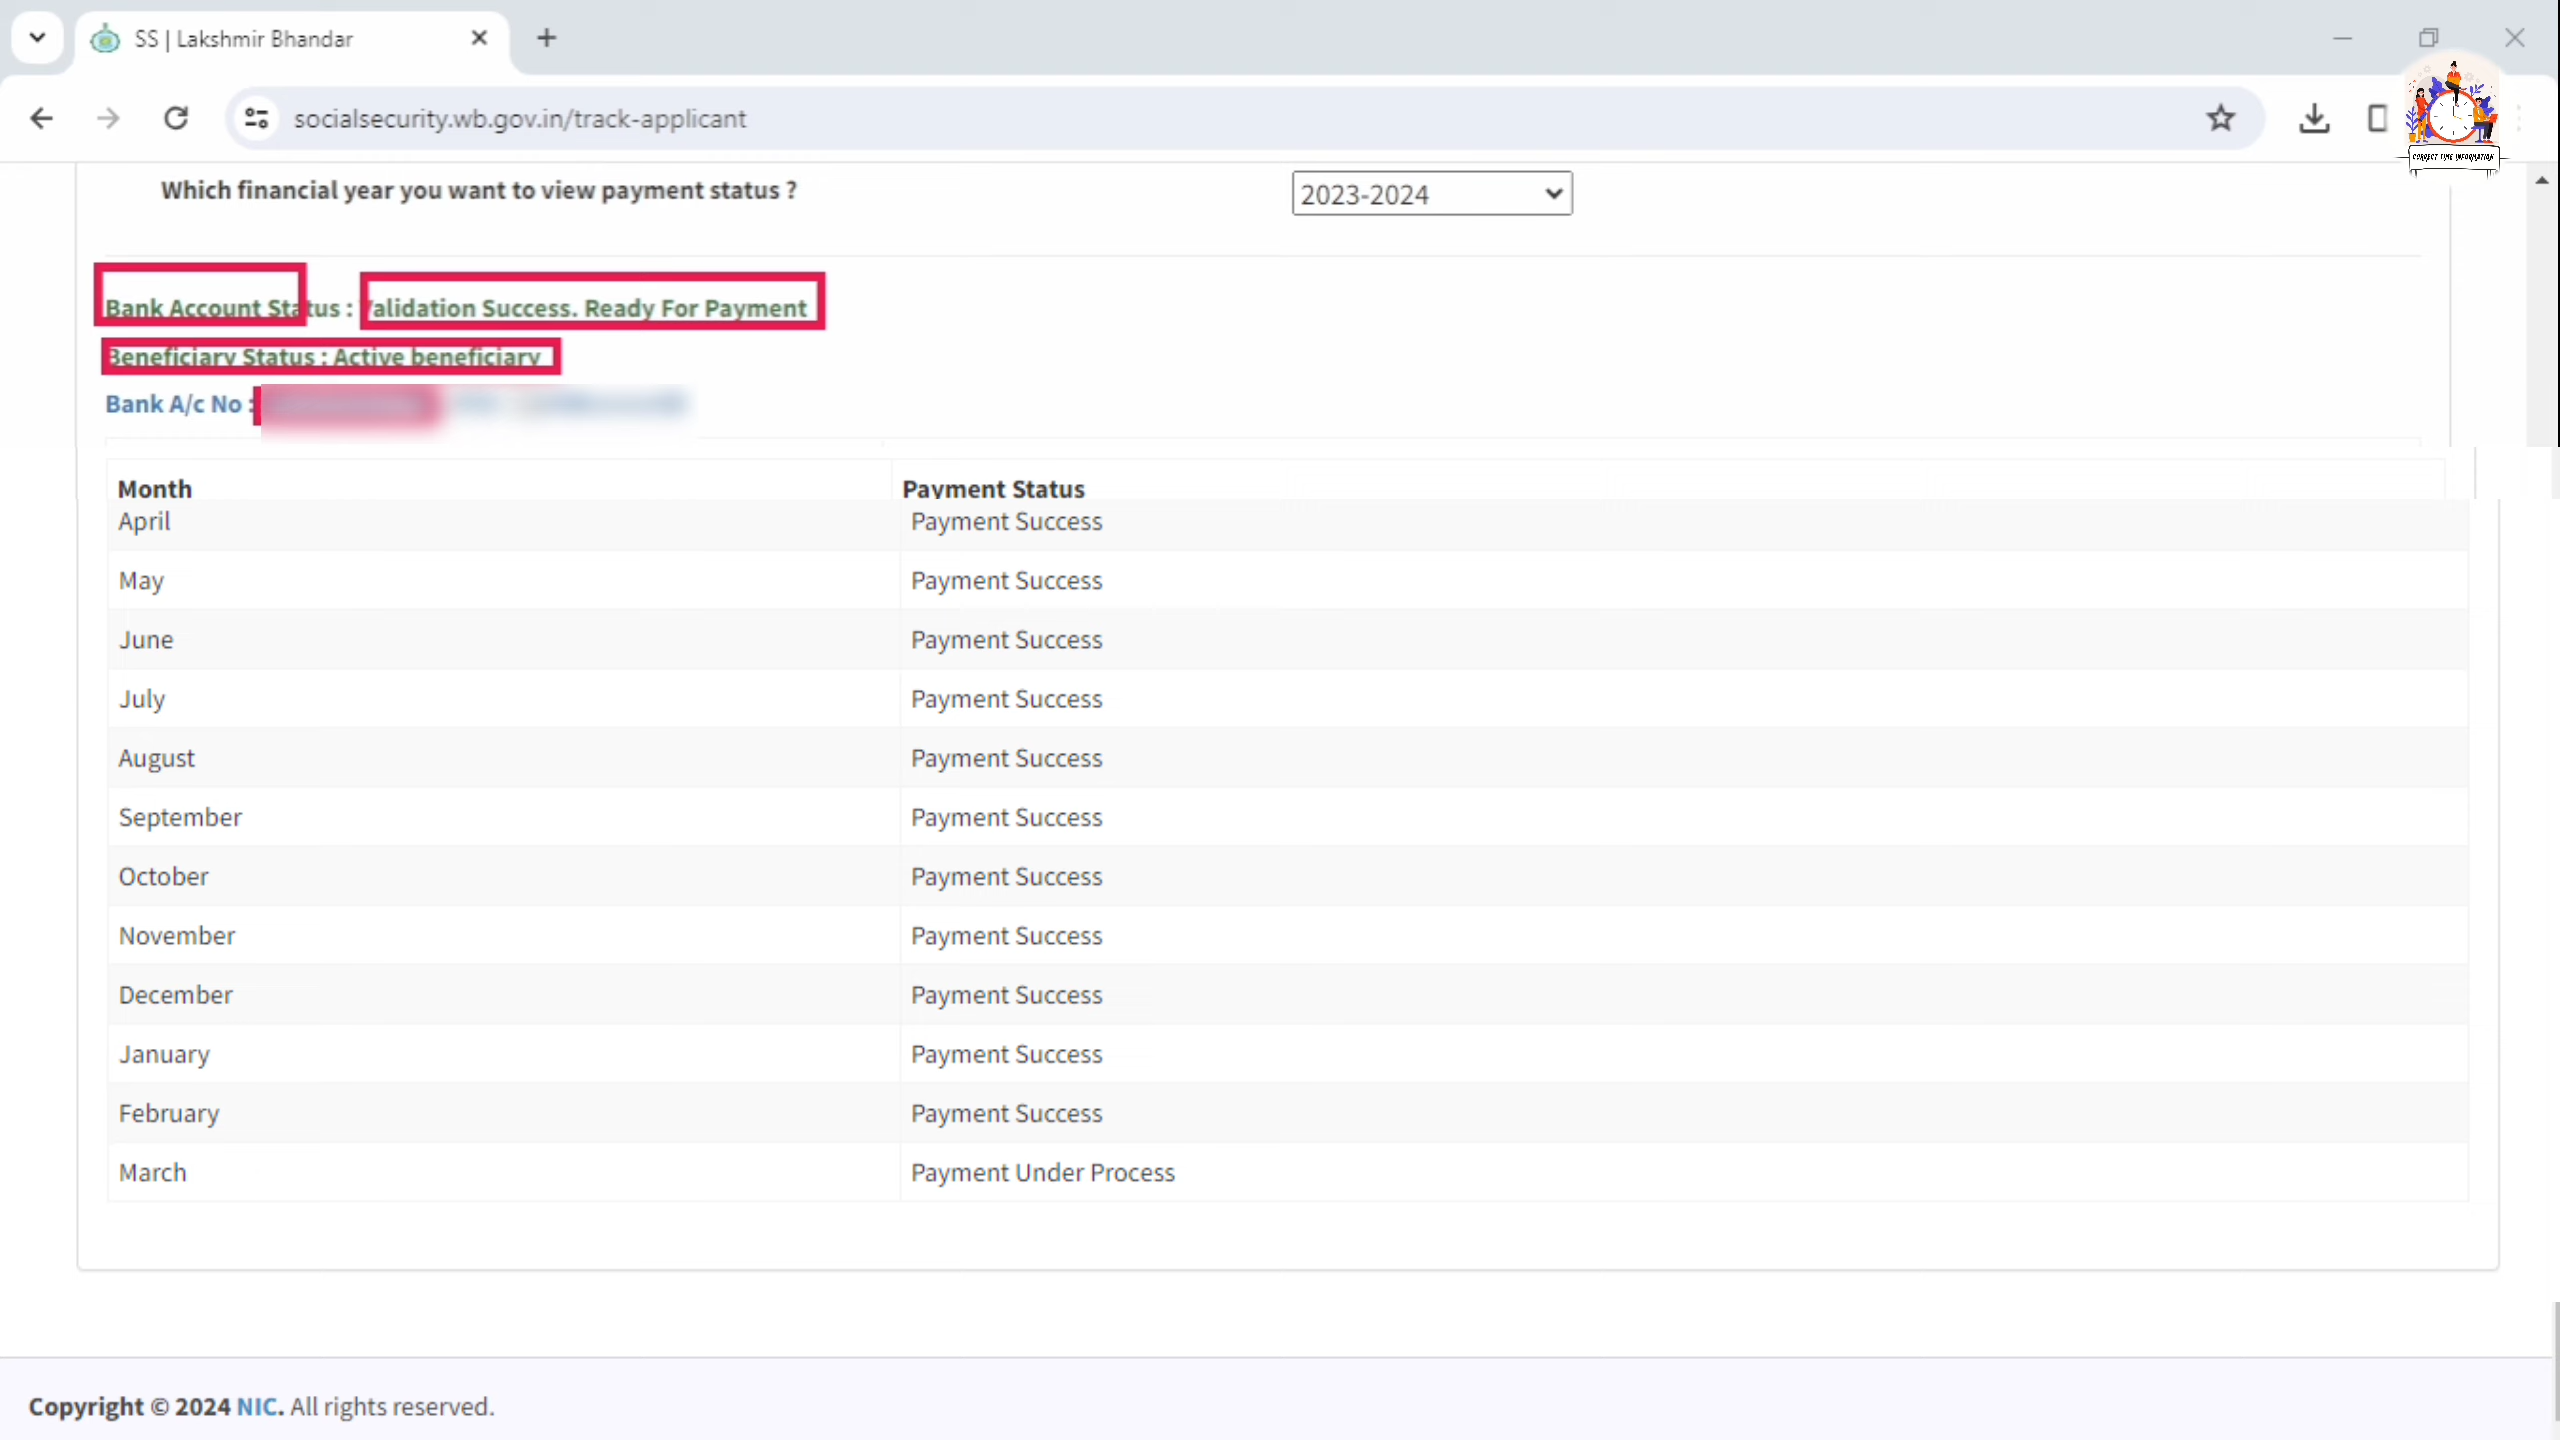 SS | Lakshmir Bhandar
socialsecurity.wb.gov.in/track-applicant
CORRECT TIME INFORMATION
Which financial year you want to view payment status ? 2023-2024
Bank Account Status : Validation Success. Ready For Payment
Beneficiary Status : Active beneficiary
Bank A/c No :
Month Payment Status
April Payment Success
May Payment Success
June Payment Success
July Payment Success
August Payment Success
September Payment Success
October Payment Success
November Payment Success
December Payment Success
January Payment Success
February Payment Success
March Payment Under Process
Copyright © 2024 NIC. All rights reserved.